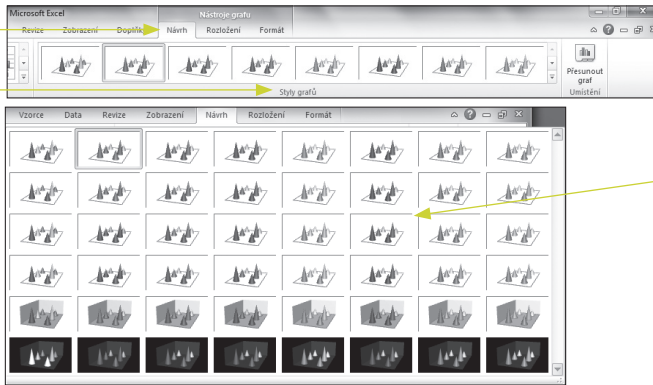 Microsoft Excel
Nástroje grafu
Revize Zobrazení Doplňky Návrh Rozložení Formát
Přesunout
graf
Styly grafů
Umístění
Vzorce Data Revize Zobrazení Návrh Rozložení Formát